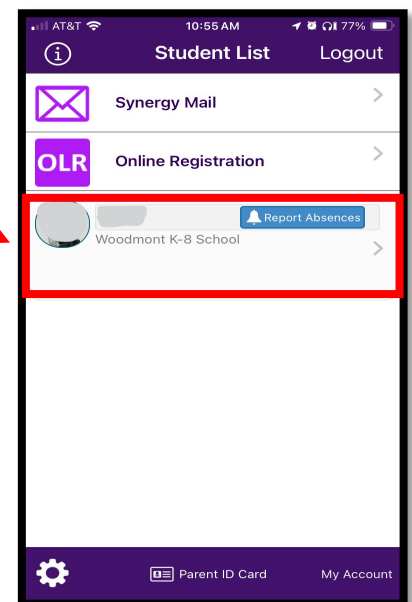 AT&T 10:55 AM 77%
Student List Logout
Synergy Mail
OLR Online Registration
Report Absences
Woodmont K-8 School
Parent ID Card My Account